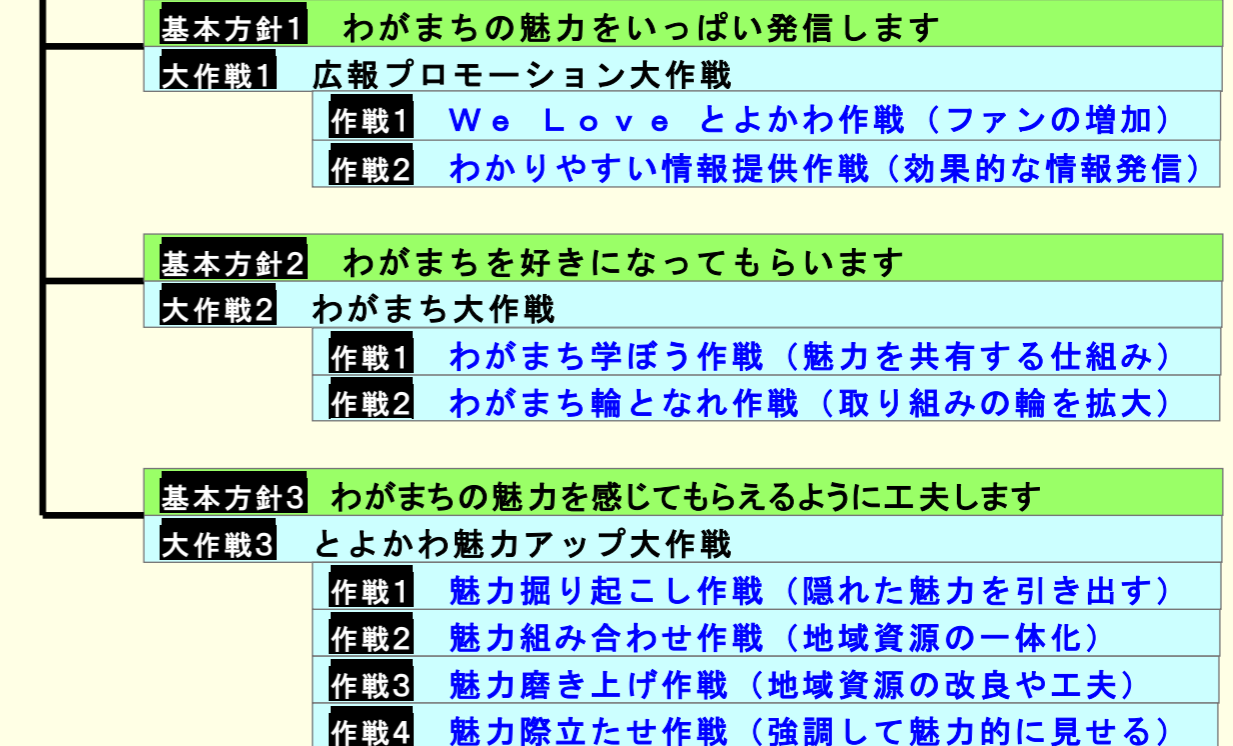 基本方針1 わがまちの魅力をいっぱい発信します
大作戦1 広報プロモーション大作戦
作戦1 Ｗｅ Ｌｏｖｅ とよかわ作戦（ファンの増加）
作戦2 わかりやすい情報提供作戦（効果的な情報発信）
基本方針2 わがまちを好きになってもらいます
大作戦2 わがまち大作戦
作戦1 わがまち学ぼう作戦（魅力を共有する仕組み）
作戦2 わがまち輪となれ作戦（取り組みの輪を拡大）
基本方針3 わがまちの魅力を感じてもらえるように工夫します
大作戦3 とよかわ魅力アップ大作戦
作戦1 魅力掘り起こし作戦（隠れた魅力を引き出す）
作戦2 魅力組み合わせ作戦（地域資源の一体化）
作戦3 魅力磨き上げ作戦（地域資源の改良や工夫）
作戦4 魅力際立たせ作戦（強調して魅力的に見せる）